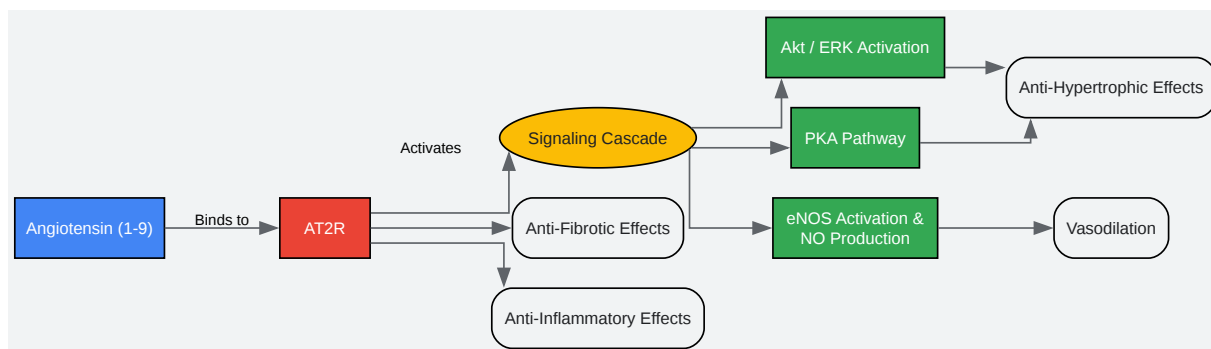 Akt / ERK Activation
Anti-Hypertrophic Effects
Signaling Cascade
PKA Pathway
Activates
Angiotensin (1-9)
Binds to
AT2R
Anti-Fibrotic Effects
eNOS Activation &
NO Production
Vasodilation
Anti-Inflammatory Effects